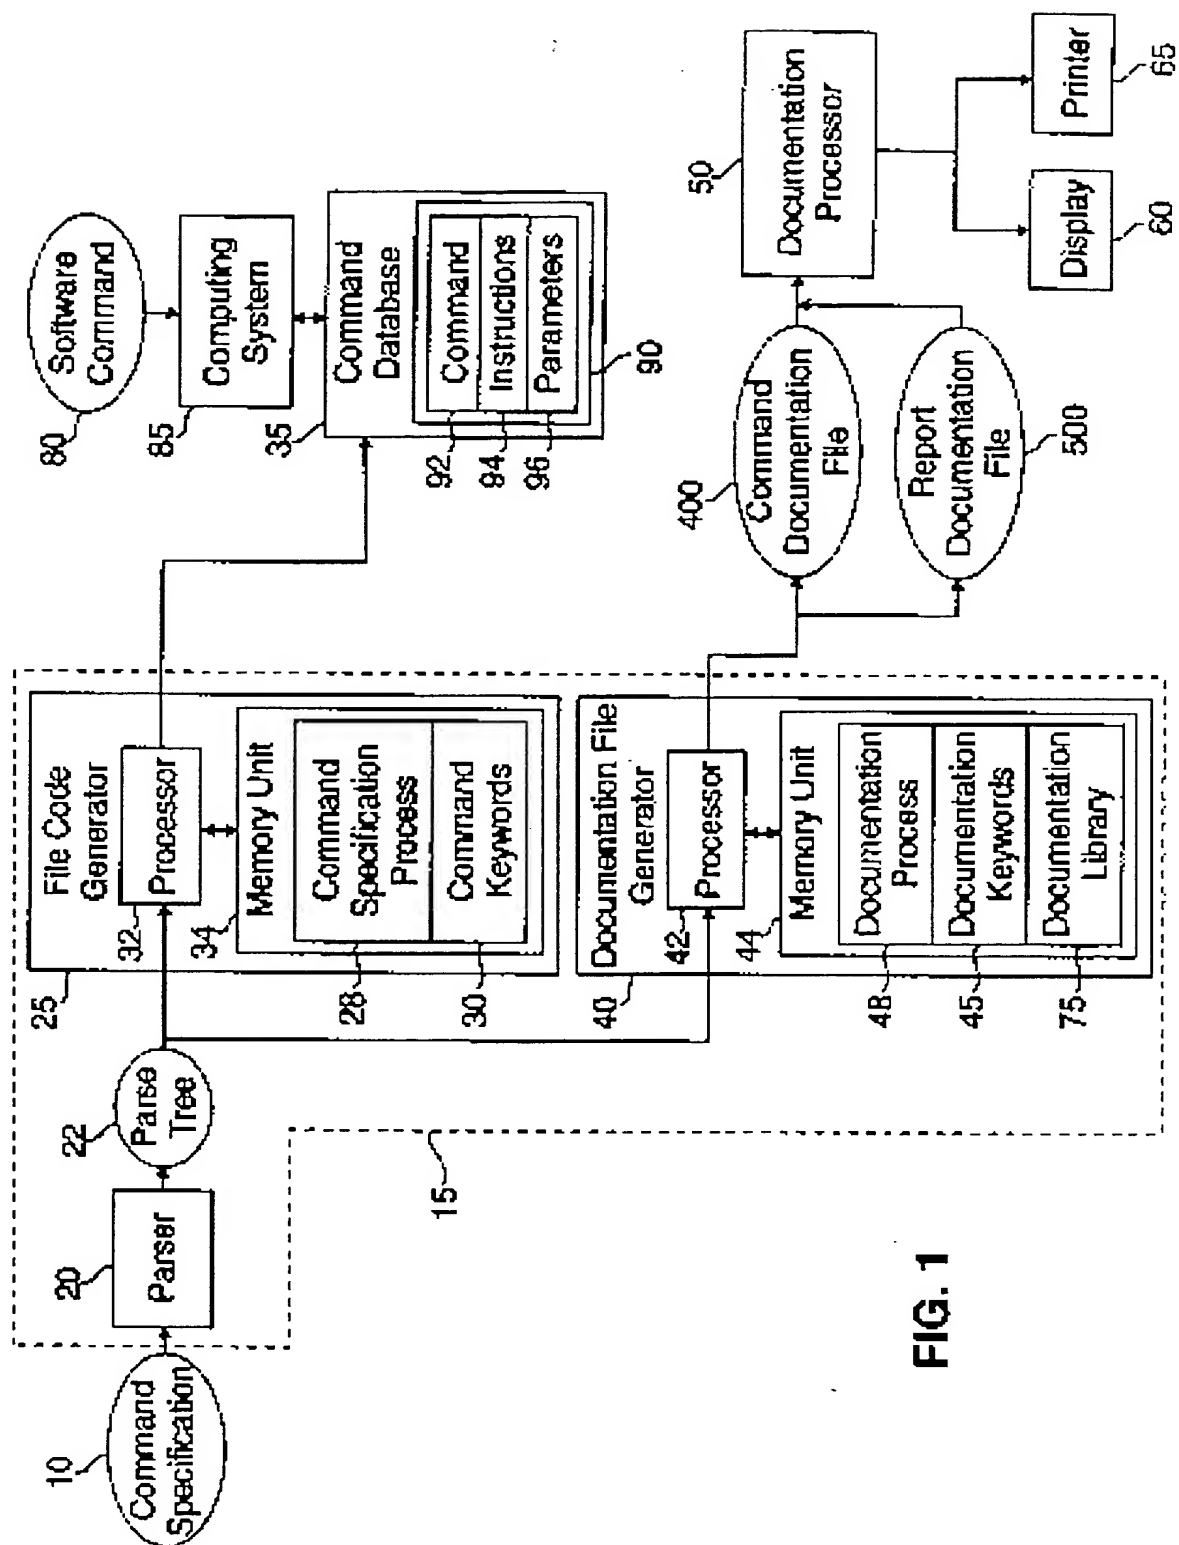 10
Command
Specification
20
Parser
22
Parse
Tree
15
25
File Code
Generator
32
Processor
34
Memory Unit
28
Command
Specification
Process
30
Command
Keywords
40
Documentation File
Generator
42
Processor
44
Memory Unit
48
Documentation
Process
45
Documentation
Keywords
75
Documentation
Library
80
Software
Command
85
Computing
System
35
Command
Database
92
Command
94
Instructions
96
Parameters
90
400
Command
Documentation
File
Report
Documentation
File
500
50
Documentation
Processor
Display
60
Printer
65
FIG. 1